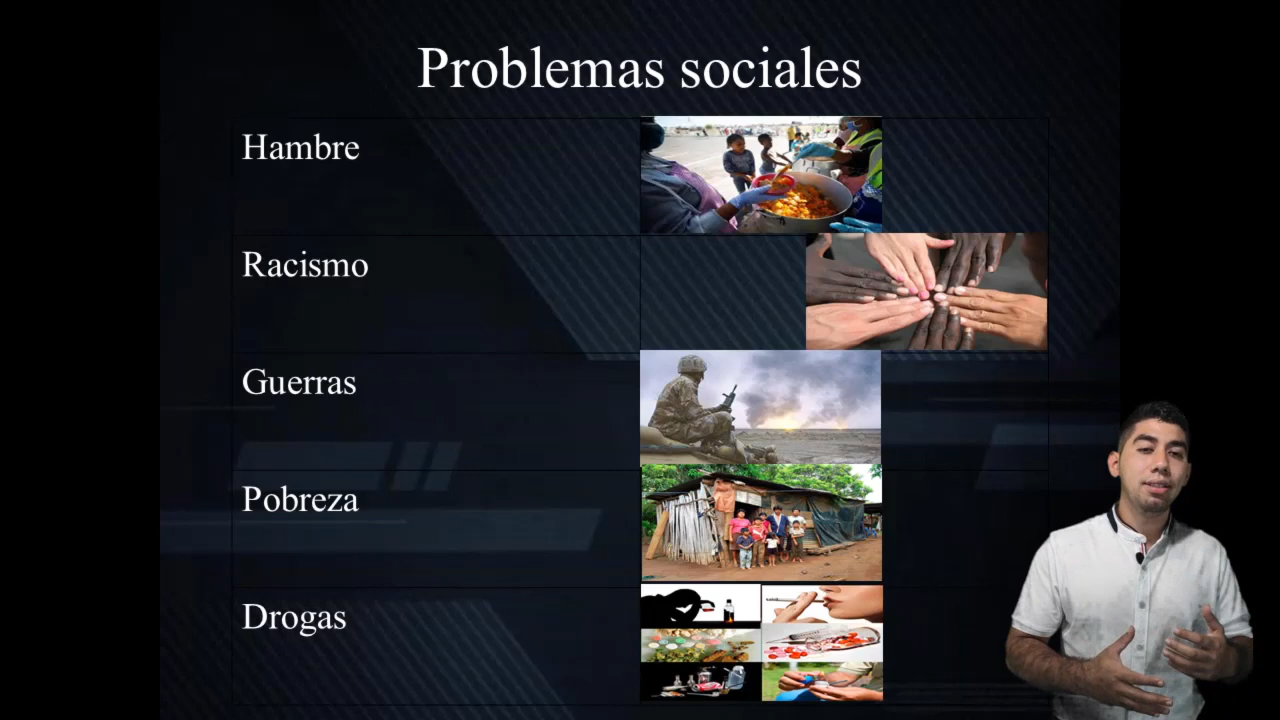 Problemas sociales
Hambre
Racismo
Guerras
Pobreza
Drogas